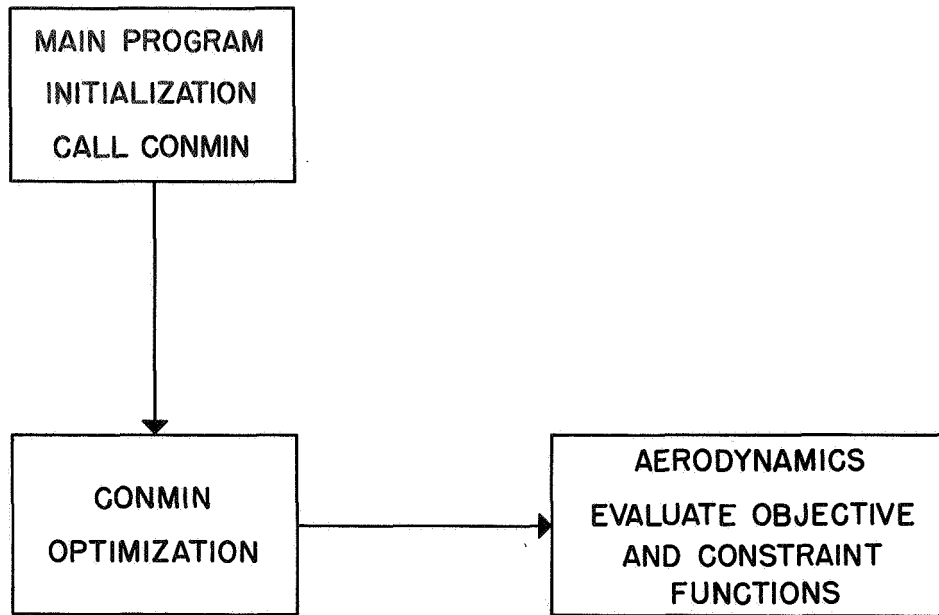 MAIN PROGRAM
INITIALIZATION
CALL CONMIN
CONMIN
OPTIMIZATION
AERODYNAMICS
EVALUATE OBJECTIVE
AND CONSTRAINT
FUNCTIONS